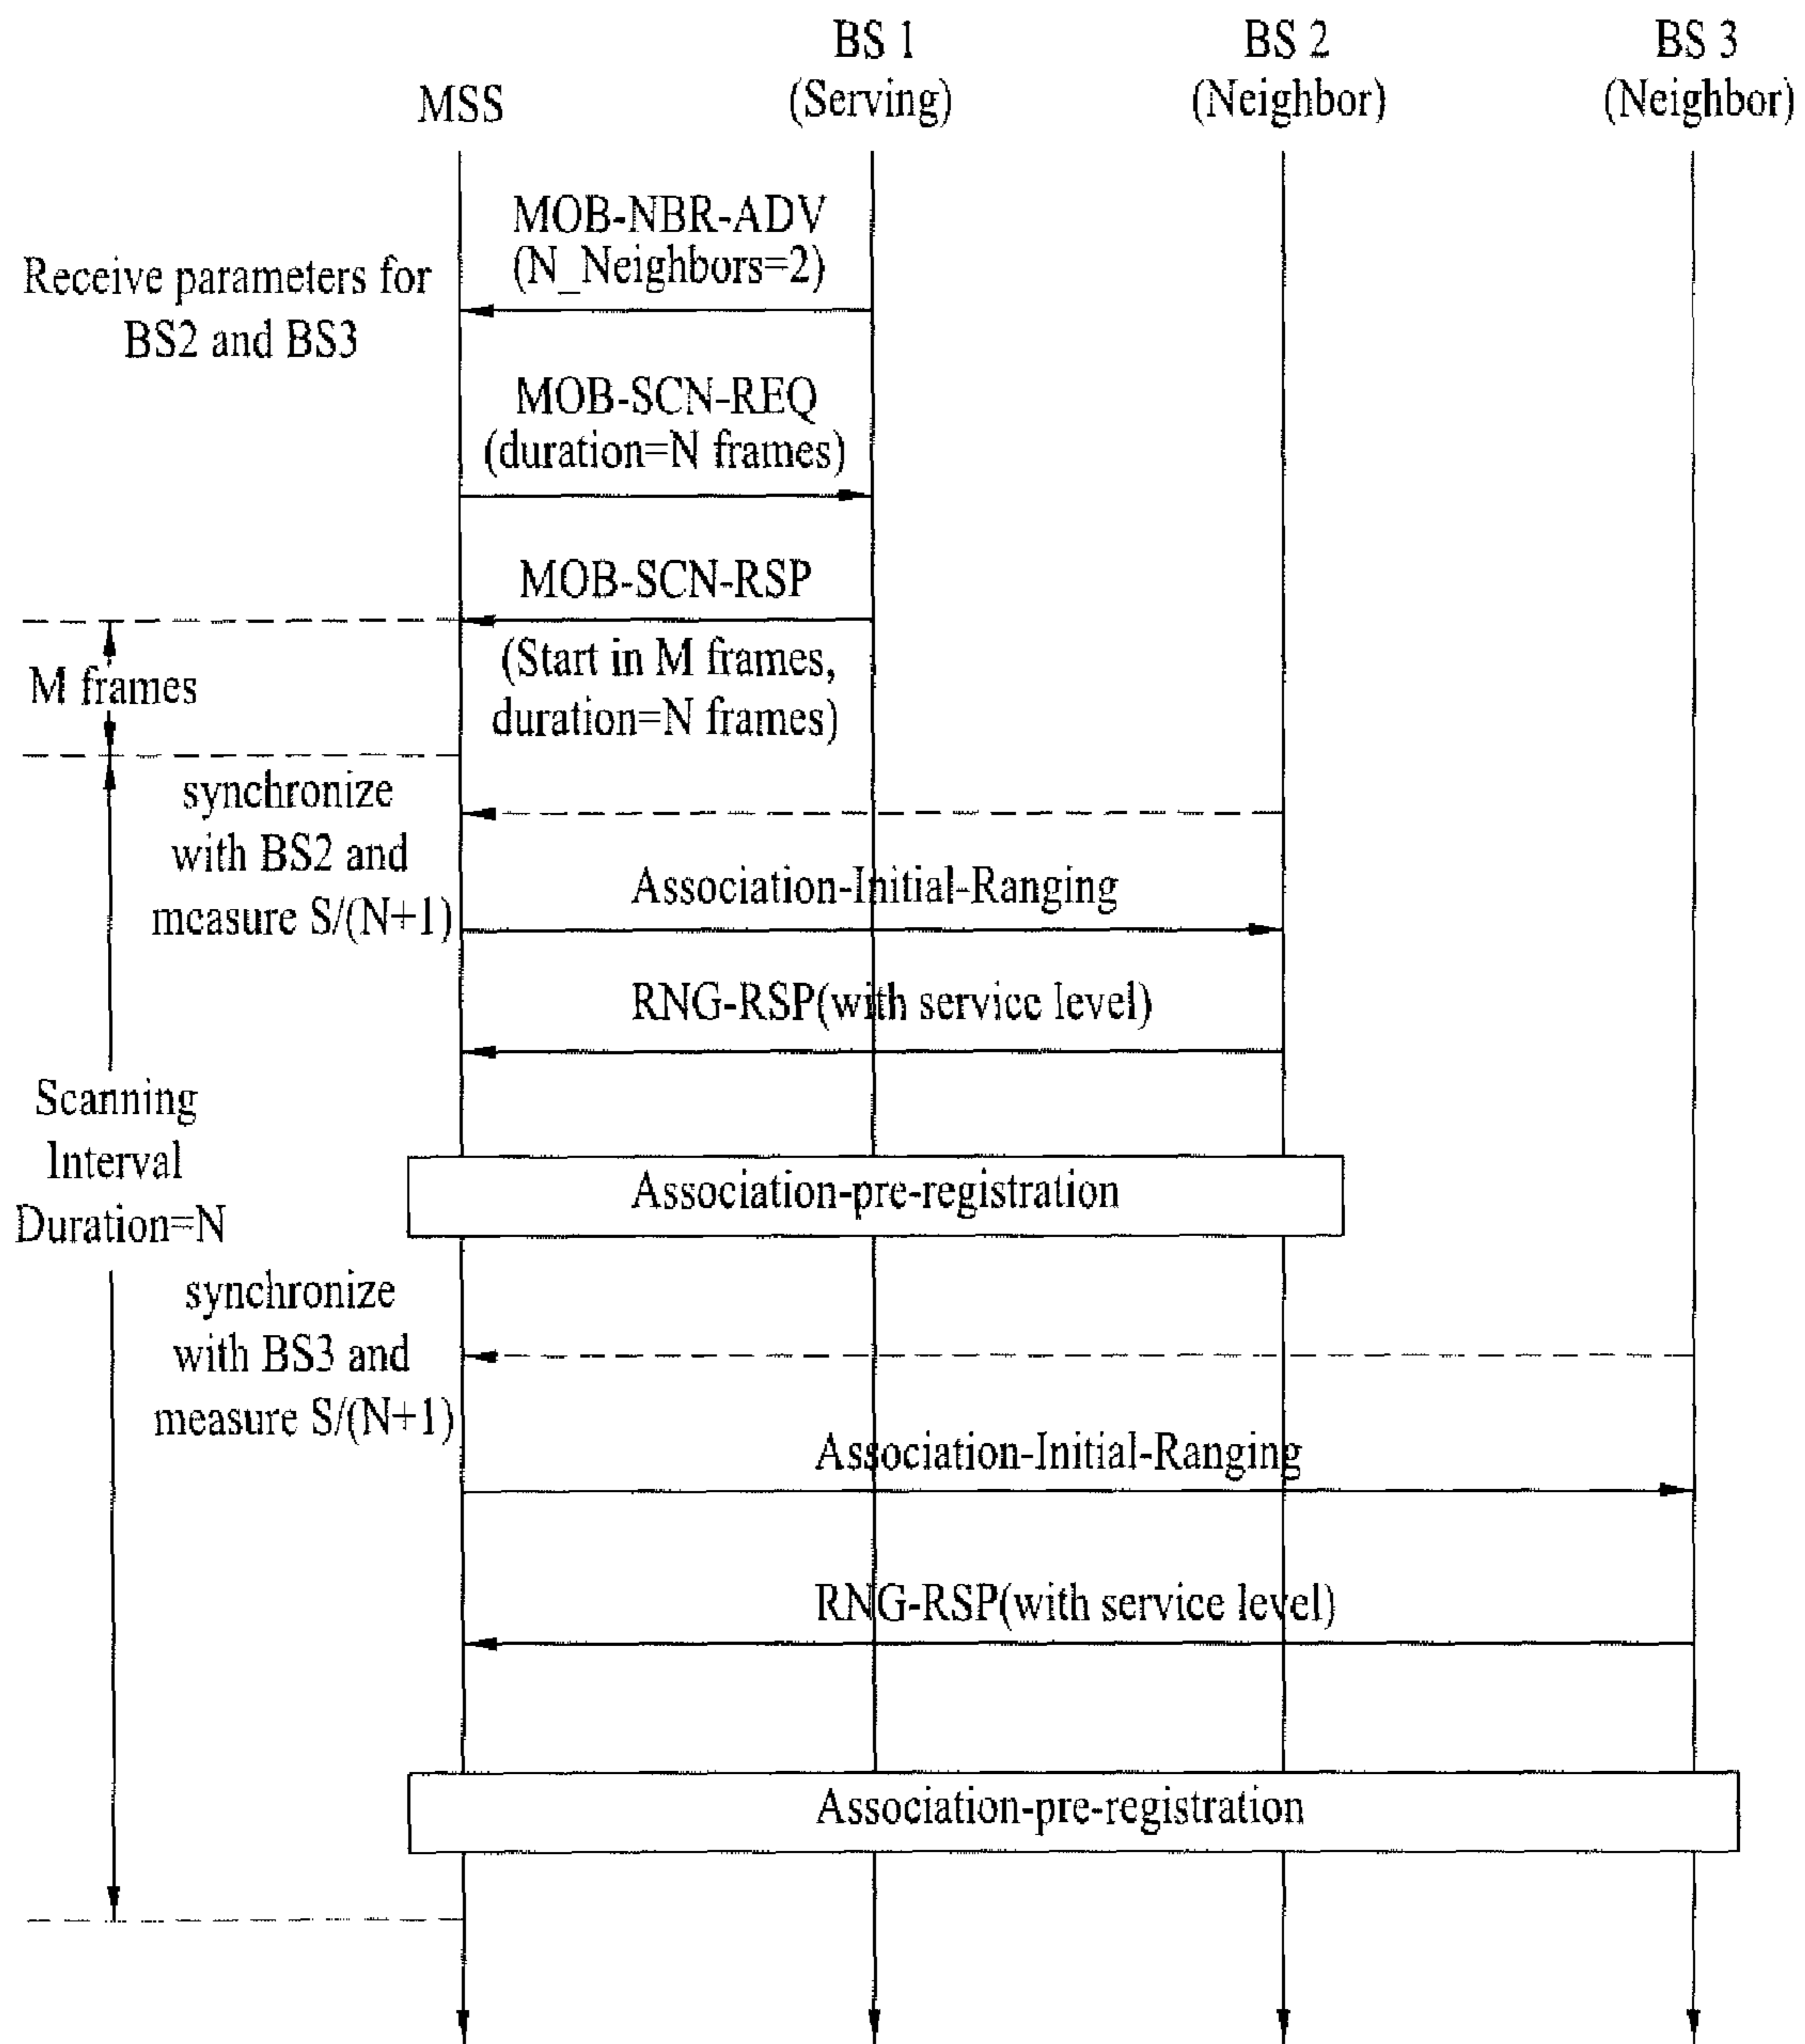 MSS
BS 1
(Serving)
BS 2
(Neighbor)
BS 3
(Neighbor)
MOB-NBR-ADV
(N_Neighbors=2)
Receive parameters for
BS2 and BS3
MOB-SCN-REQ
(duration=N frames)
MOB-SCN-RSP
(Start in M frames,
duration=N frames)
M frames
synchronize
with BS2 and
measure S/(N+1)
Association-Initial-Ranging
RNG-RSP(with service level)
Scanning
Interval
Duration=N
Association-pre-registration
synchronize
with BS3 and
measure S/(N+1)
Association-Initial-Ranging
RNG-RSP(with service level)
Association-pre-registration